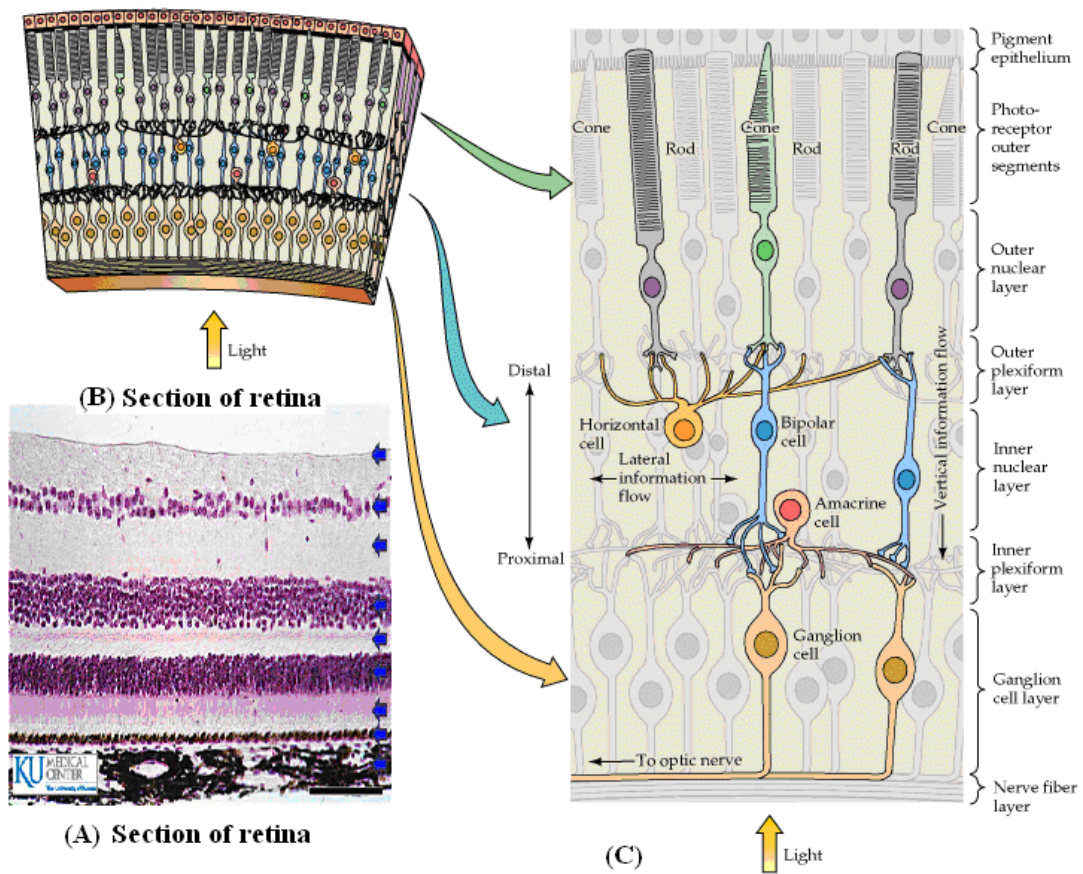 Light
(B) Section of retina
KU MEDICAL
CENTER
(A) Section of retina
Distal
Proximal
Cone
Rod
Cone
Rod
Rod
Cone
Horizontal
cell
Bipolar
cell
Lateral
information
flow
Amacrine
cell
Vertical information flow
Ganglion
cell
To optic nerve
Pigment
epithelium
Photo-
receptor
outer
segments
Outer
nuclear
layer
Outer
plexiform
layer
Inner
nuclear
layer
Inner
plexiform
layer
Ganglion
cell layer
Nerve fiber
layer
(C)
Light